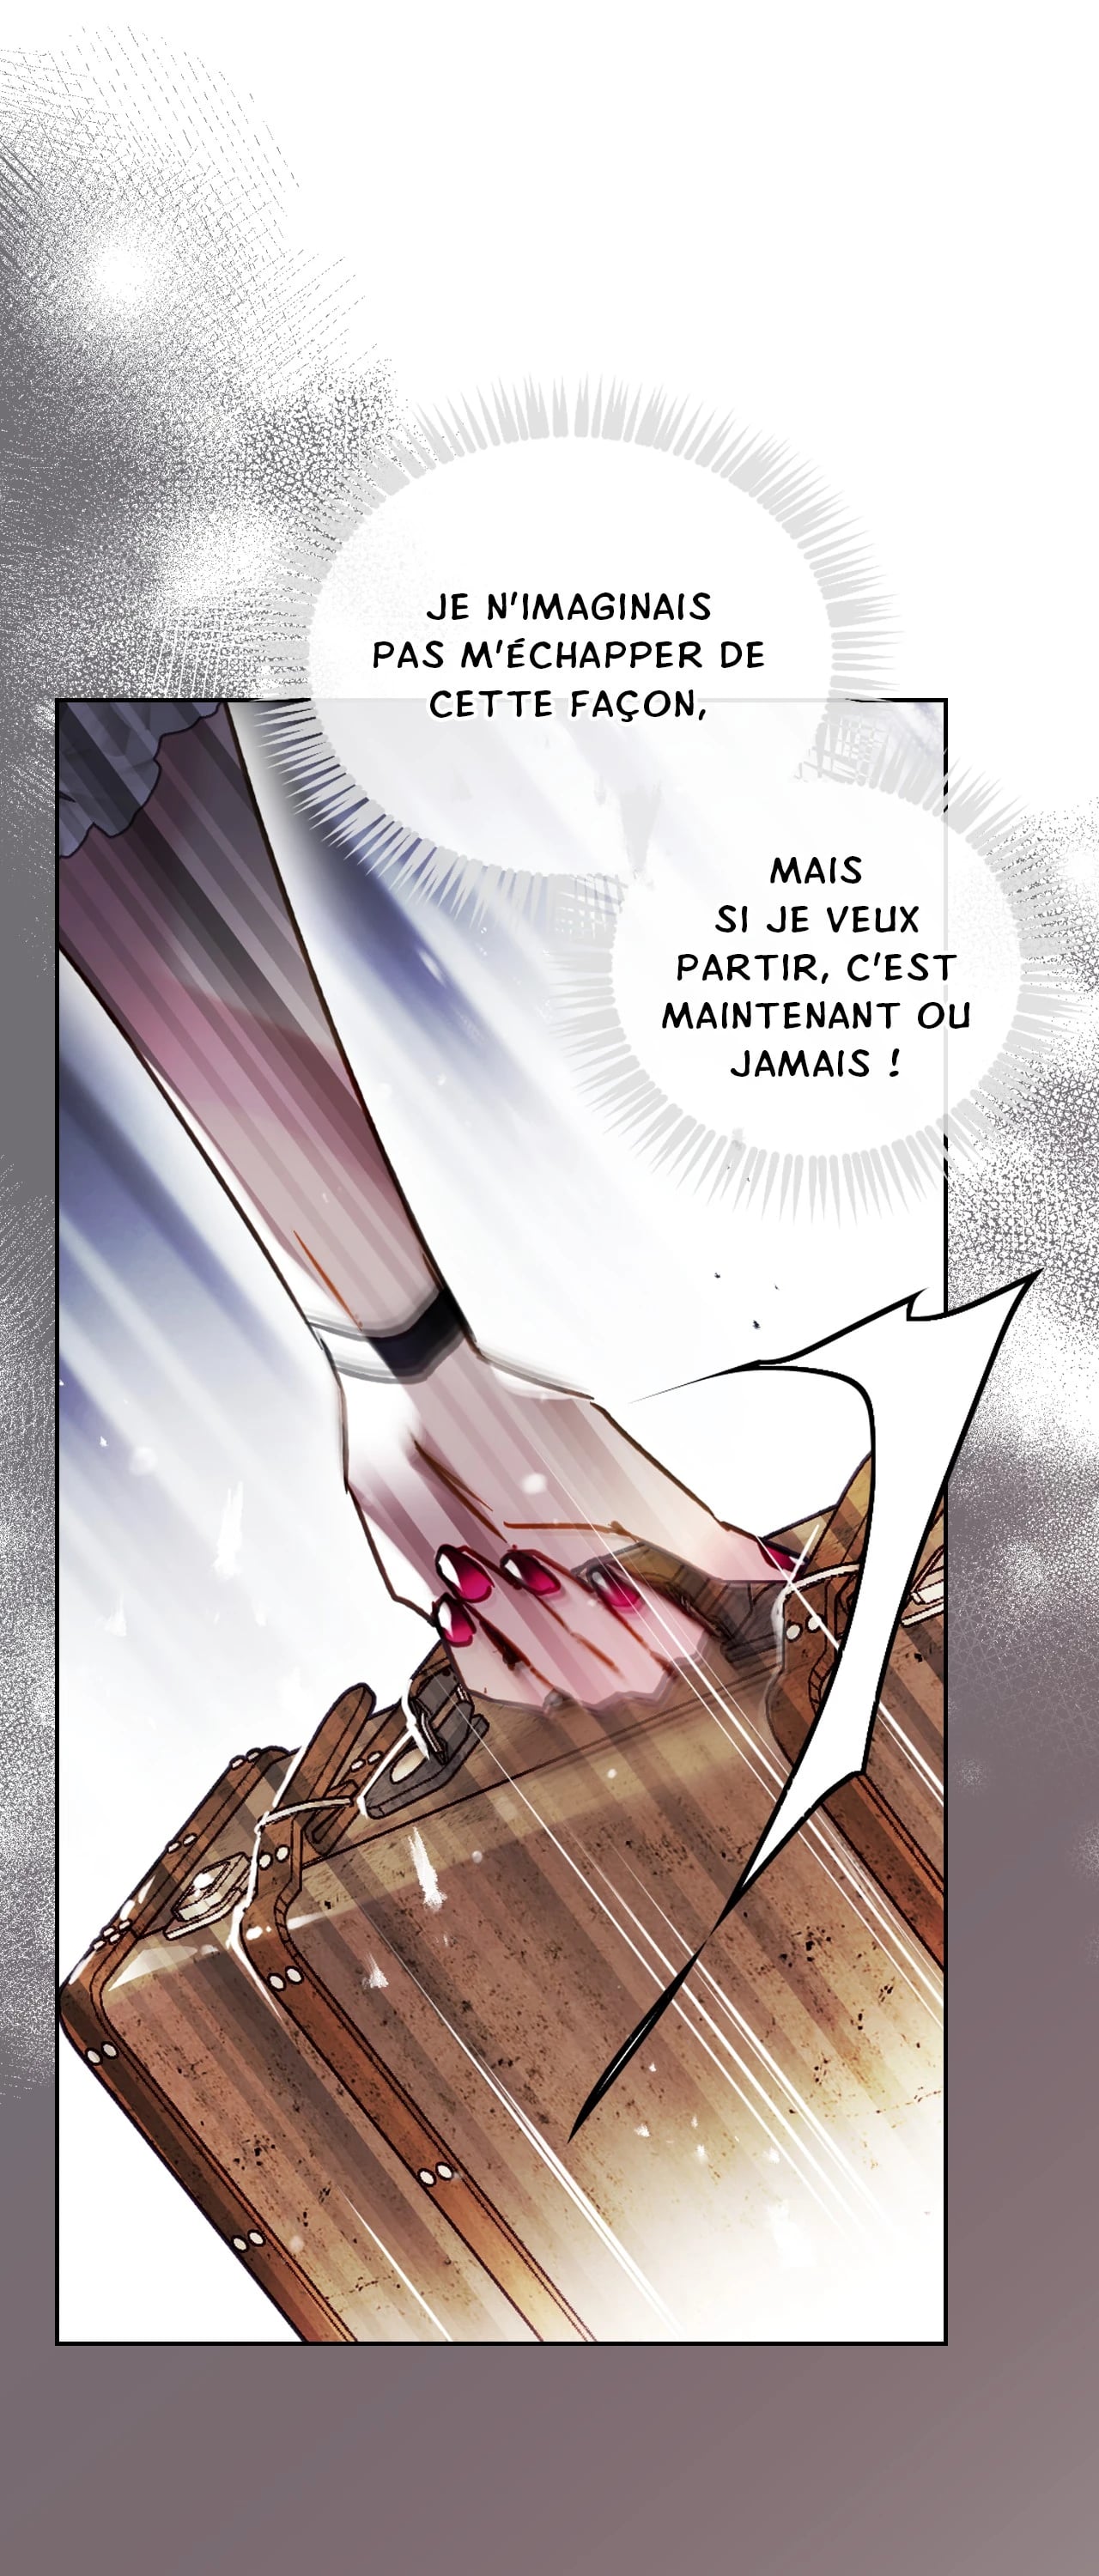 JE N'IMAGINAIS
PAS M'ÉCHAPPER DE
CETTE FAÇON,
MAIS
SI JE VEUX
PARTIR, C'EST
MAINTENANT OU
JAMAIS !